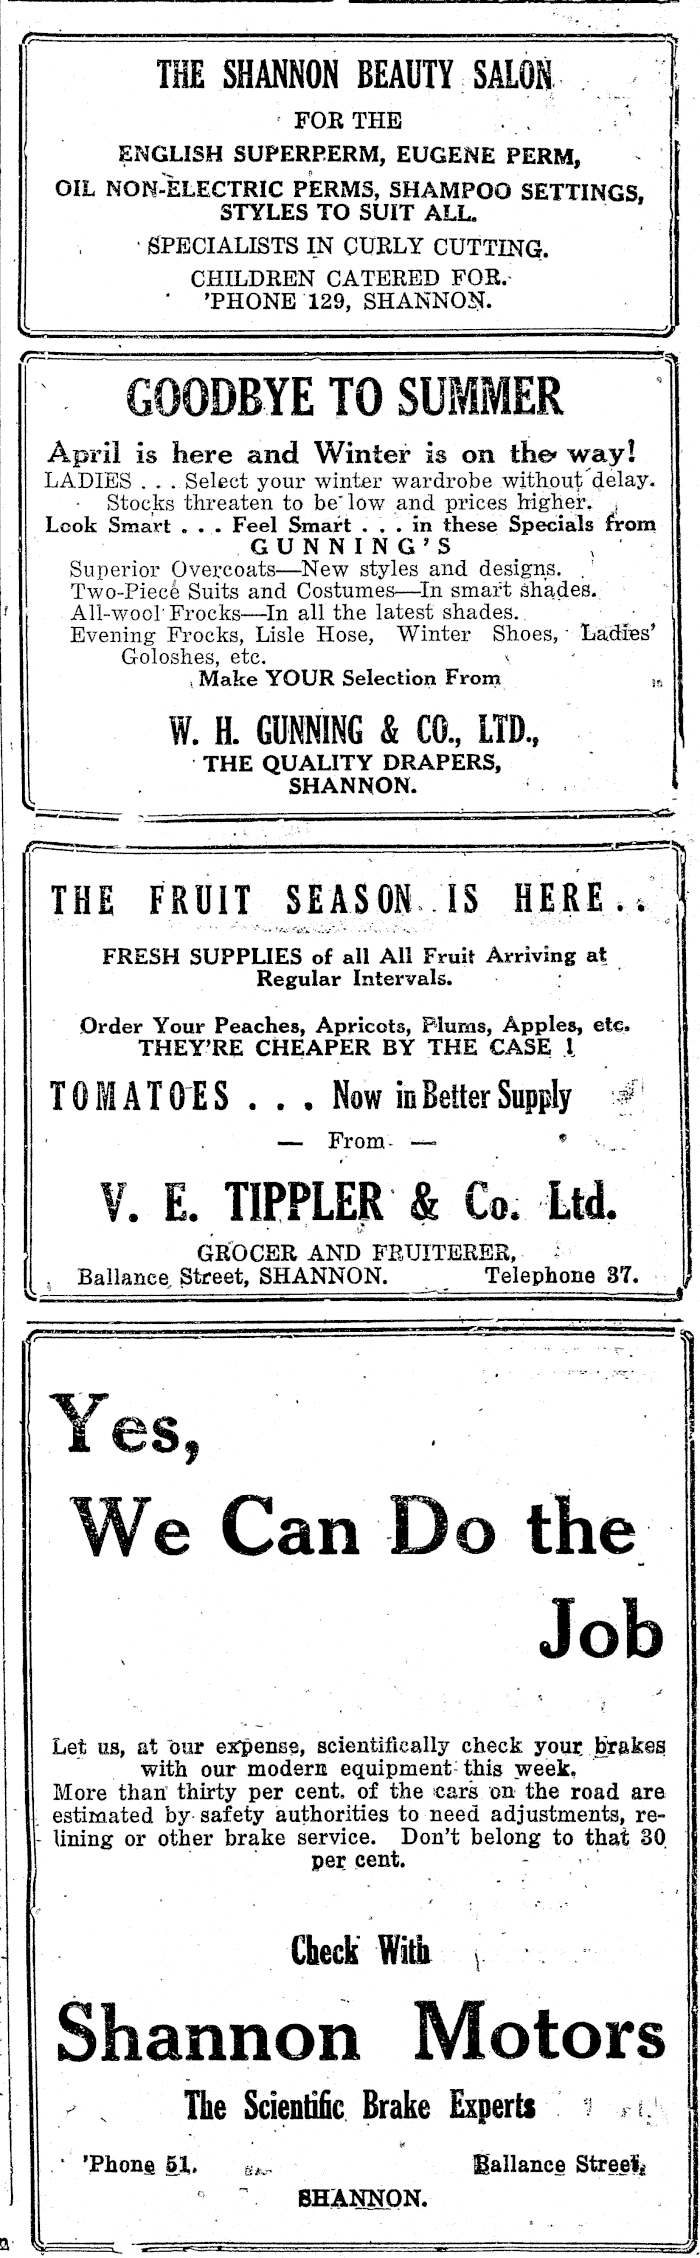 THE SHANNON BEAUTY SALON
FOR THE
ENGLISH SUPERPERM, EUGENE PERM,
OIL NON-ELECTRIC PERMS, SHAMPOO SETTINGS,
STYLES TO SUIT ALL.
SPECIALISTS IN CURLY CUTTING.
CHILDREN CATERED FOR.
'PHONE 129, SHANNON.
GOODBYE TO SUMMER
April is here and Winter is on the way!
LADIES . . . Select your winter wardrobe without delay.
Stocks threaten to be low and prices higher.
Look Smart . . . Feel Smart . . . in these Specials from
GUNNING'S
Superior Overcoats—New styles and designs.
Two-Piece Suits and Costumes—In smart shades.
All-wool Frocks—In all the latest shades.
Evening Frocks, Lisle Hose, Winter Shoes, Ladies'
Goloshes, etc.
Make YOUR Selection From
W. H. GUNNING & CO., LTD.,
THE QUALITY DRAPERS,
SHANNON.
THE FRUIT SEASON IS HERE . .
FRESH SUPPLIES of all All Fruit Arriving at
Regular Intervals.
Order Your Peaches, Apricots, Plums, Apples, etc.
THEY'RE CHEAPER BY THE CASE !
TOMATOES . . . Now in Better Supply
— From —
V. E. TIPPLER & Co. Ltd.
GROCER AND FRUITERER,
Ballance Street, SHANNON. Telephone 37.
Yes,
We Can Do the
Job
Let us, at our expense, scientifically check your brakes
with our modern equipment this week.
More than thirty per cent. of the cars on the road are
estimated by safety authorities to need adjustments, re-
lining or other brake service. Don't belong to that 30
per cent.
Check With
Shannon Motors
The Scientific Brake Experts
'Phone 51. Ballance Street,
SHANNON.